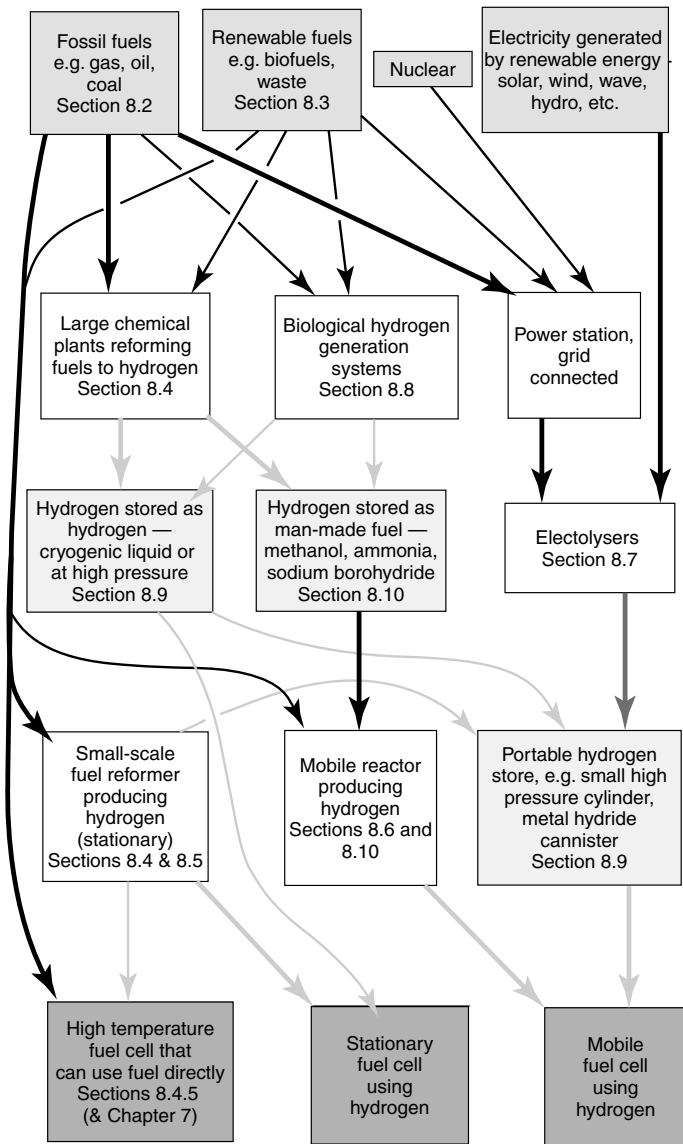 Fossil fuels
e.g. gas, oil,
coal
Section 8.2
Renewable fuels
e.g. biofuels,
waste
Section 8.3
Nuclear
Electricity generated
by renewable energy -
solar, wind, wave,
hydro, etc.
Large chemical
plants reforming
fuels to hydrogen
Section 8.4
Biological hydrogen
generation
systems
Section 8.8
Power station,
grid
connected
Hydrogen stored as
hydrogen —
cryogenic liquid or
at high pressure
Section 8.9
Hydrogen stored as
man-made fuel —
methanol, ammonia,
sodium borohydride
Section 8.10
Electolysers
Section 8.7
Small-scale
fuel reformer
producing
hydrogen
(stationary)
Sections 8.4 & 8.5
Mobile reactor
producing
hydrogen
Sections 8.6 and
8.10
Portable hydrogen
store, e.g. small high
pressure cylinder,
metal hydride
cannister
Section 8.9
High temperature
fuel cell that
can use fuel directly
Sections 8.4.5
(& Chapter 7)
Stationary
fuel cell
using
hydrogen
Mobile
fuel cell
using
hydrogen